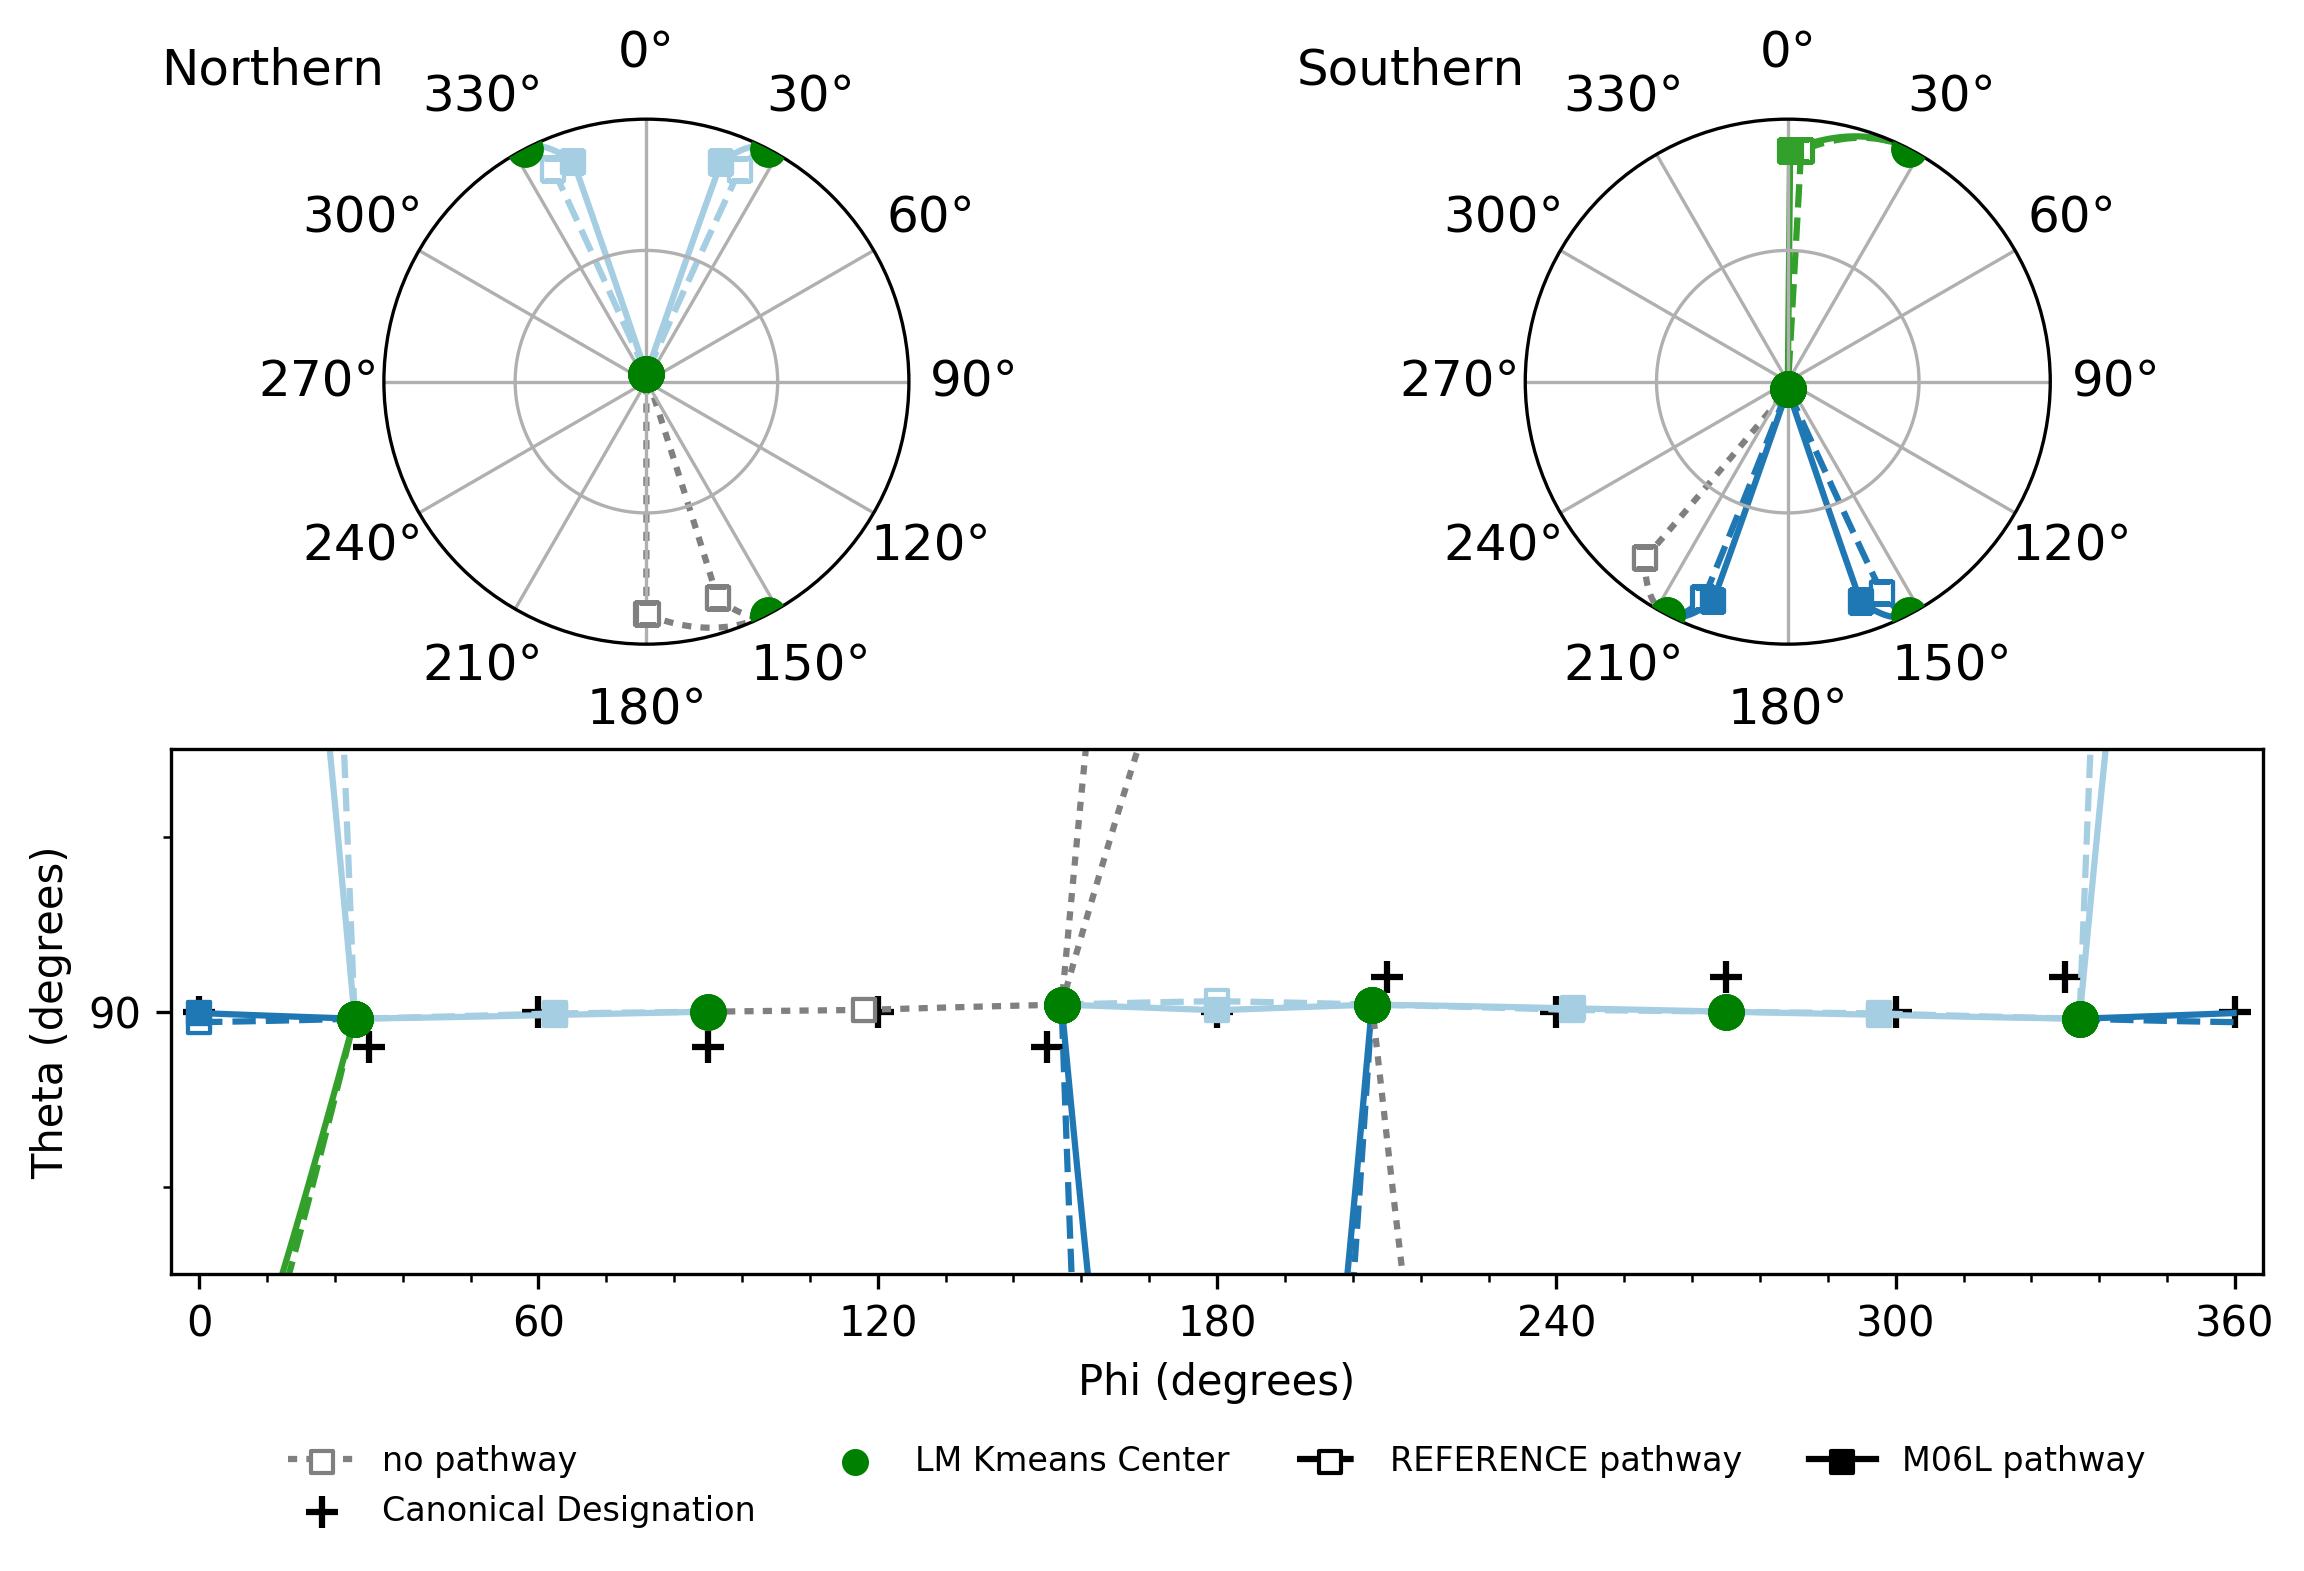 Northern
0°
330°
30°
300°
60°
270°
90°
240°
120°
210°
150°
180°
Southern
0°
330°
30°
300°
60°
270°
90°
240°
120°
210°
150°
180°
Theta (degrees)
90
0 60 120 180 240 300 360
Phi (degrees)
no pathway
Canonical Designation
LM Kmeans Center
REFERENCE pathway
M06L pathway